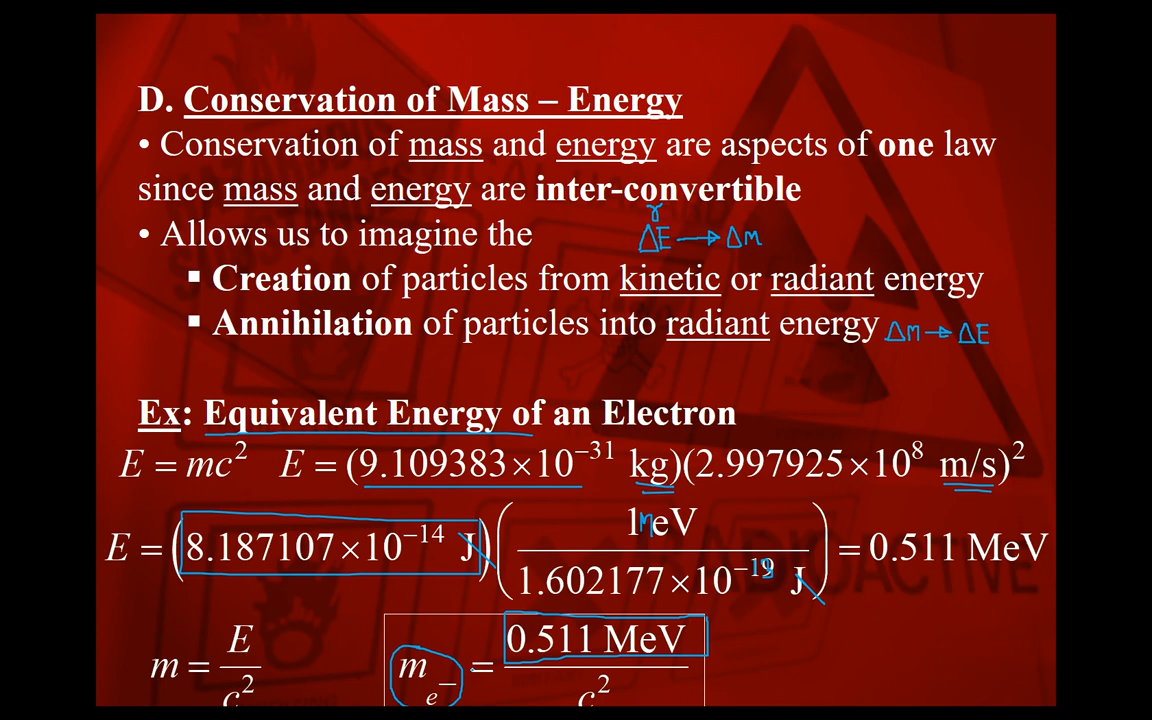 D. Conservation of Mass – Energy
• Conservation of mass and energy are aspects of one law
since mass and energy are inter-convertible
• Allows us to imagine the
γ
ΔE → Δm
▪ Creation of particles from kinetic or radiant energy
▪ Annihilation of particles into radiant energy Δm → ΔE
Ex: Equivalent Energy of an Electron
E = mc² E = (9.109383×10⁻³¹ kg)(2.997925×10⁸ m/s)²
E = (8.187107×10⁻¹⁴ J)(1MeV / 1.602177×10⁻¹³ J) = 0.511 MeV
m = E/c² m e⁻ = 0.511 MeV/c²